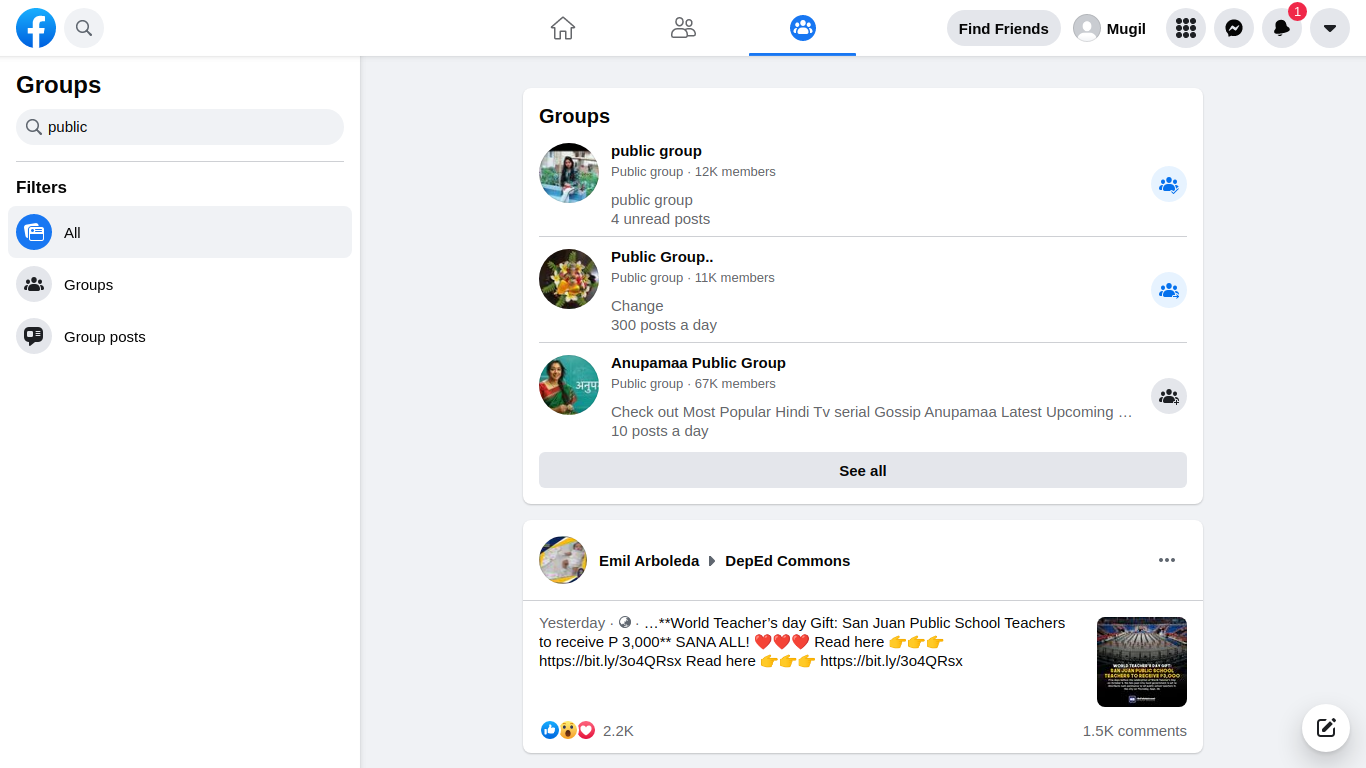 Find Friends
Mugil
1
Groups
public
Filters
All
Groups
Group posts
Groups
public group
Public group · 12K members
public group
4 unread posts
Public Group..
Public group · 11K members
Change
300 posts a day
अनुप
Anupamaa Public Group
Public group · 67K members
Check out Most Popular Hindi Tv serial Gossip Anupamaa Latest Upcoming …
10 posts a day
See all
Emil Arboleda
DepEd Commons
Yesterday · · …**World Teacher’s day Gift: San Juan Public School Teachers
to receive P 3,000** SANA ALL! ❤️❤️❤️ Read here 👉👉👉
https://bit.ly/3o4QRsx Read here 👉👉👉 https://bit.ly/3o4QRsx
WORLD TEACHER'S DAY GIFT:
SAN JUAN PUBLIC SCHOOL
TEACHERS TO RECEIVE P3,000
2.2K
1.5K comments